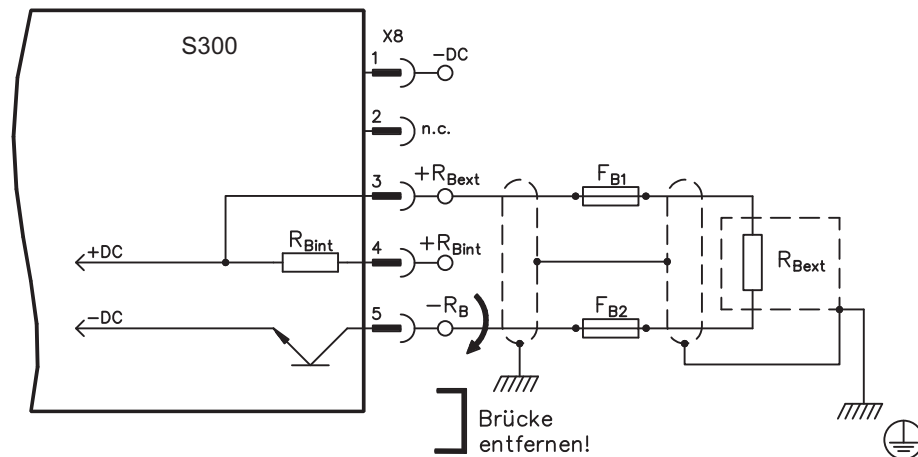 S300
X8
1
-DC
2
n.c.
3
+RBext
FB1
+DC
RBint
4
+RBint
RBext
-DC
5
-RB
FB2
Brücke
entfernen!